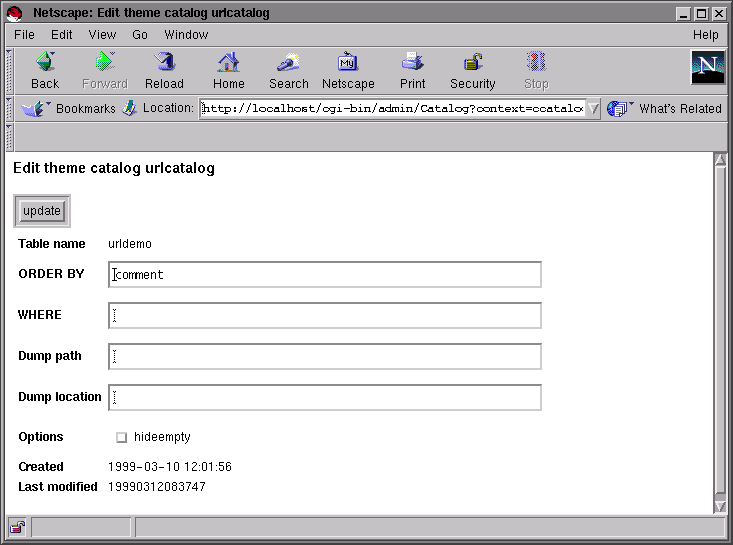 Netscape: Edit theme catalog urlcatalog
File Edit View Go Window Help
Back Forward Reload Home Search Netscape Print Security Stop
My
N
Bookmarks Location: http://localhost/cgi-bin/admin/Catalog?context=ccatalo What's Related
Edit theme catalog urlcatalog
update
Table name urldemo
ORDER BY comment
WHERE
Dump path
Dump location
Options hideempty
Created 1999-03-10 12:01:56
Last modified 19990312083747